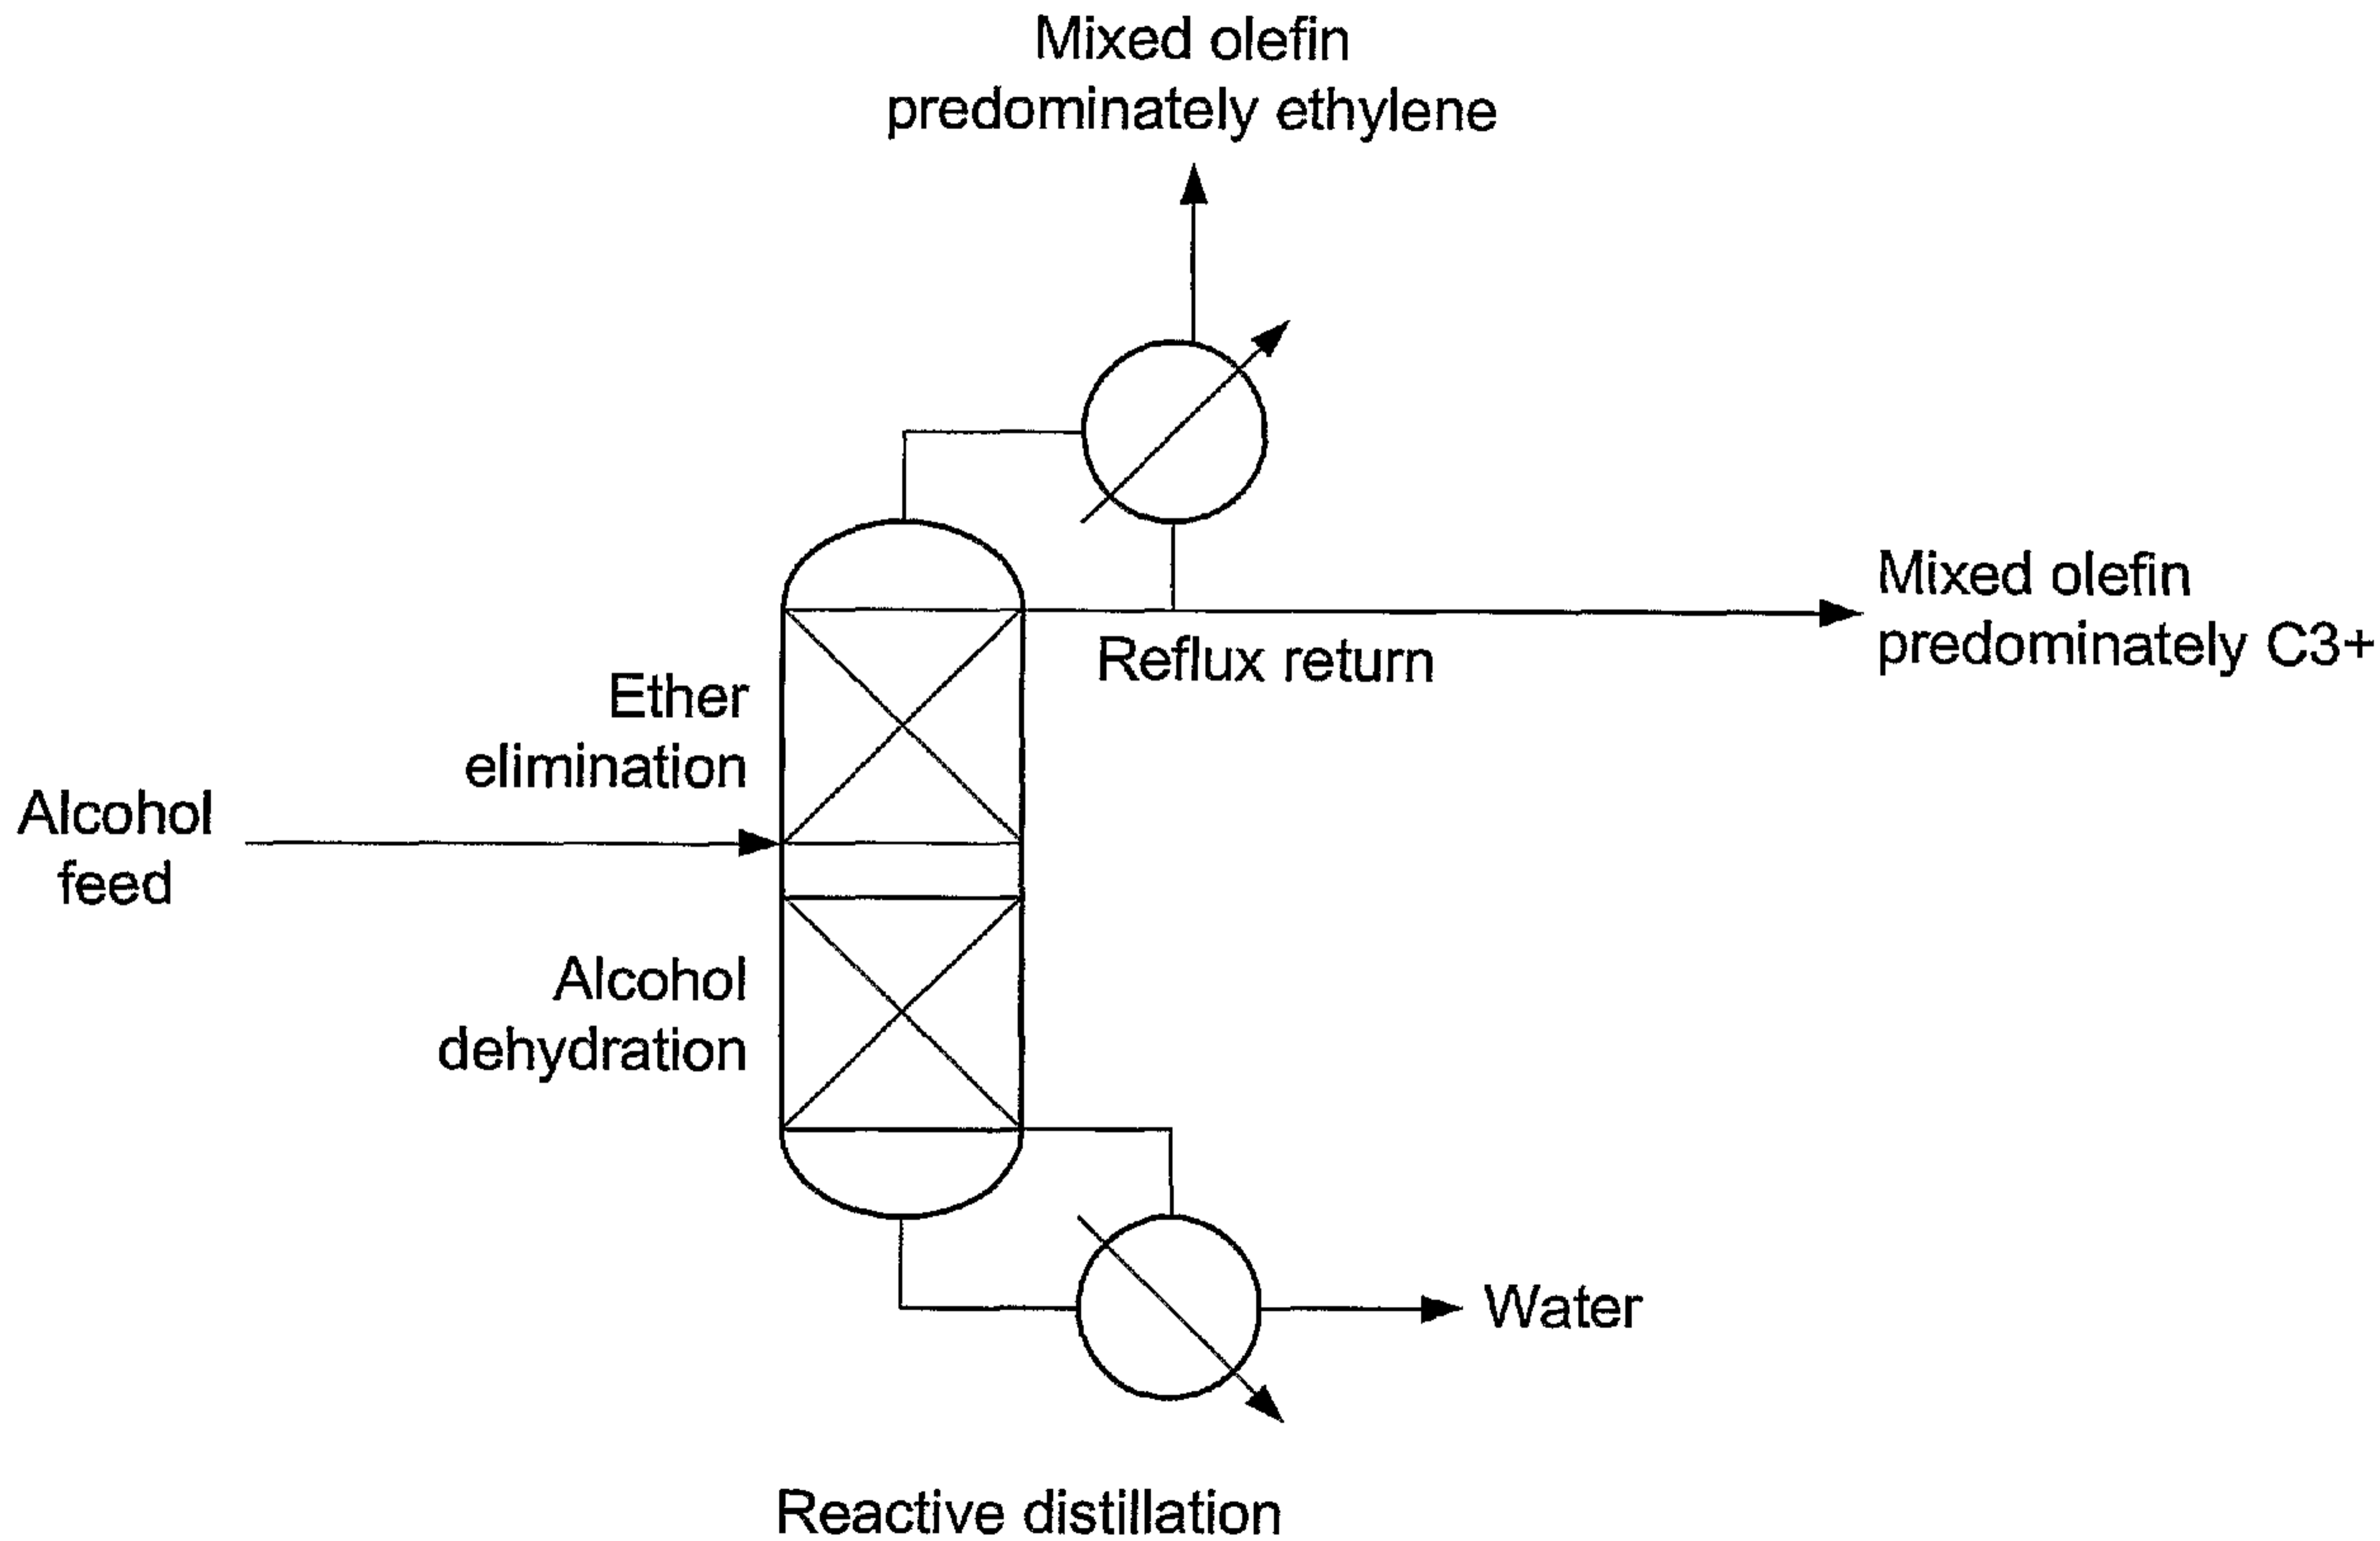 Mixed olefin
predominately ethylene
Mixed olefin
predominately C3+
Reflux return
Ether
elimination
Alcohol
feed
Alcohol
dehydration
Water
Reactive distillation